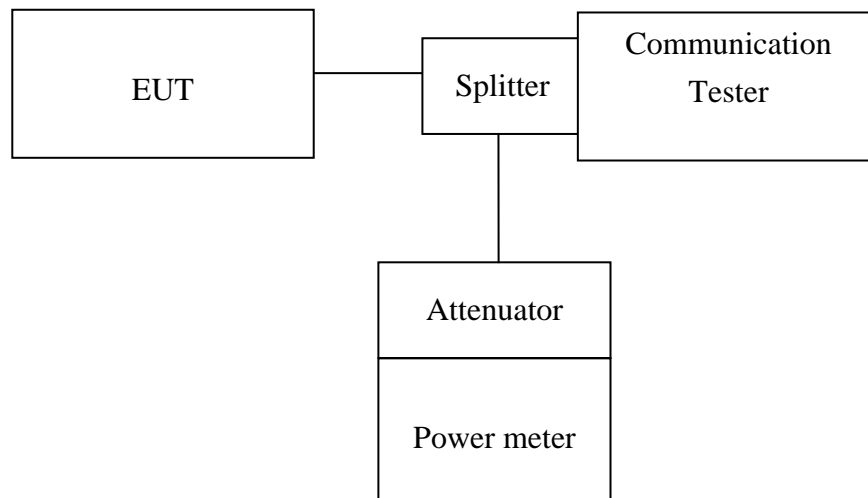 EUT
Splitter
Communication
Tester
Attenuator
Power meter